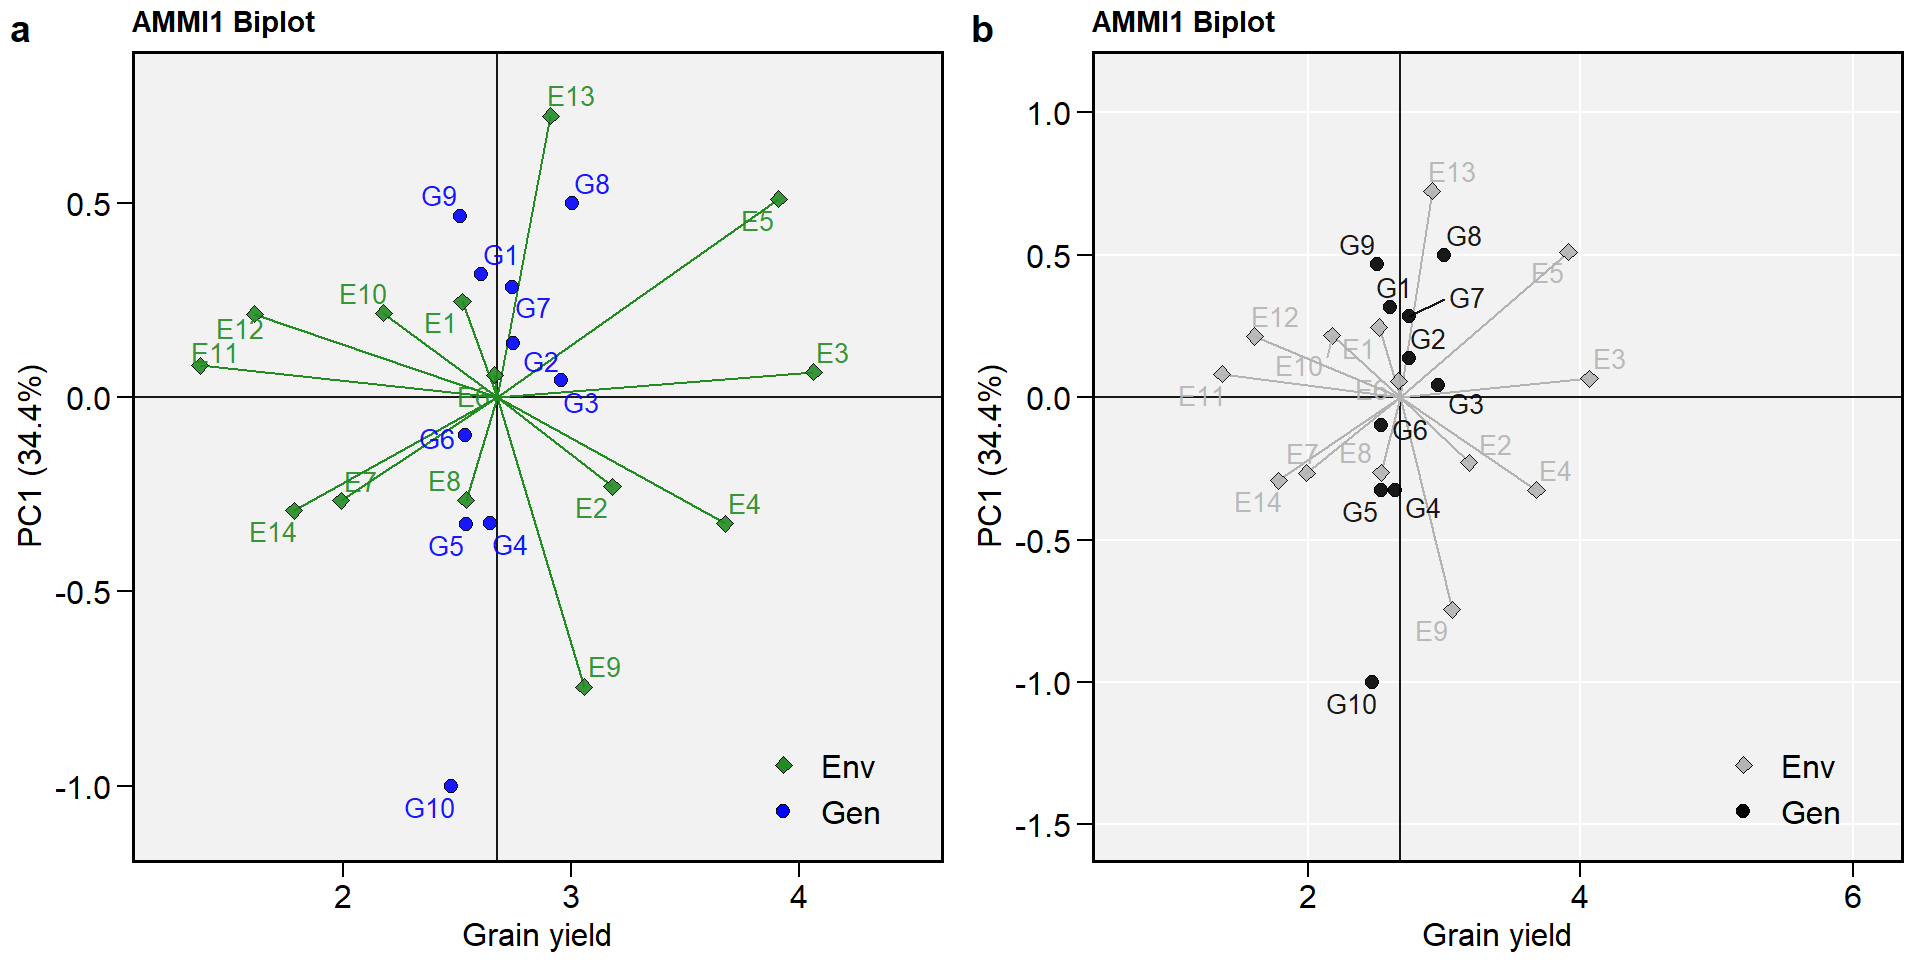 a
AMMI1 Biplot
E13
G9
G8
E5
G1
E10
G7
E1
E12
E11
G2
E3
E6
G3
G6
E7
E8
E2
E4
E14
G5
G4
E9
G10
Env
Gen
0.5
0.0
-0.5
-1.0
PC1 (34.4%)
2 3 4
Grain yield
b
AMMI1 Biplot
E13
G9
G8
E5
G1
G7
E12
G2
E1
E10
E3
E11
E6
G3
G6
E7
E8
E2
E4
E14
G5
G4
E9
G10
Env
Gen
1.0
0.5
0.0
-0.5
-1.0
-1.5
PC1 (34.4%)
2 4 6
Grain yield